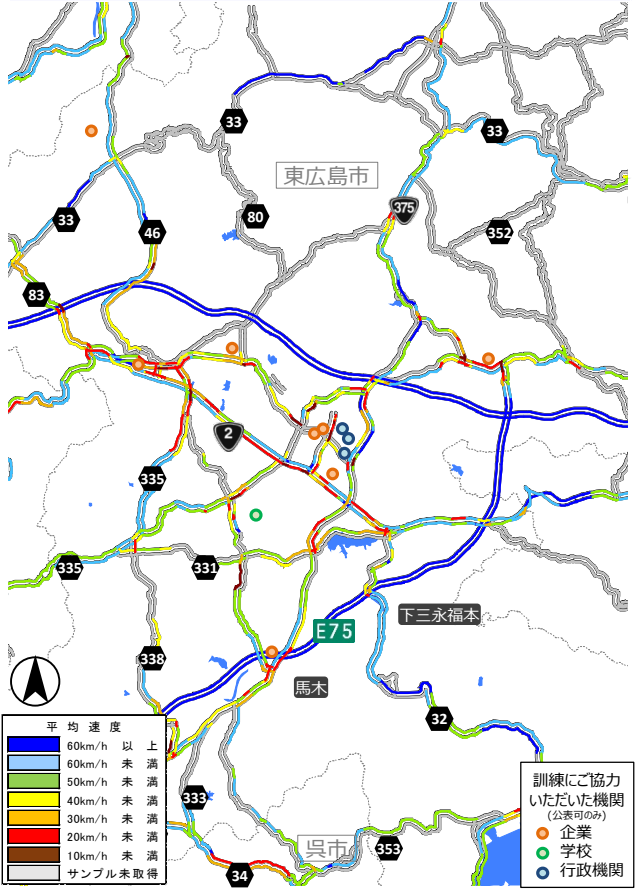 33
33
東広島市
375
80
33
46
352
83
2
335
335
331
E75
下三永福本
338
馬木
32
平均速度
60km/h 以上
60km/h 未満
50km/h 未満
40km/h 未満
30km/h 未満
20km/h 未満
10km/h 未満
サンプル未取得
333
呉市
353
34
訓練にご協力
いただいた機関
(公表可のみ)
企業
学校
行政機関